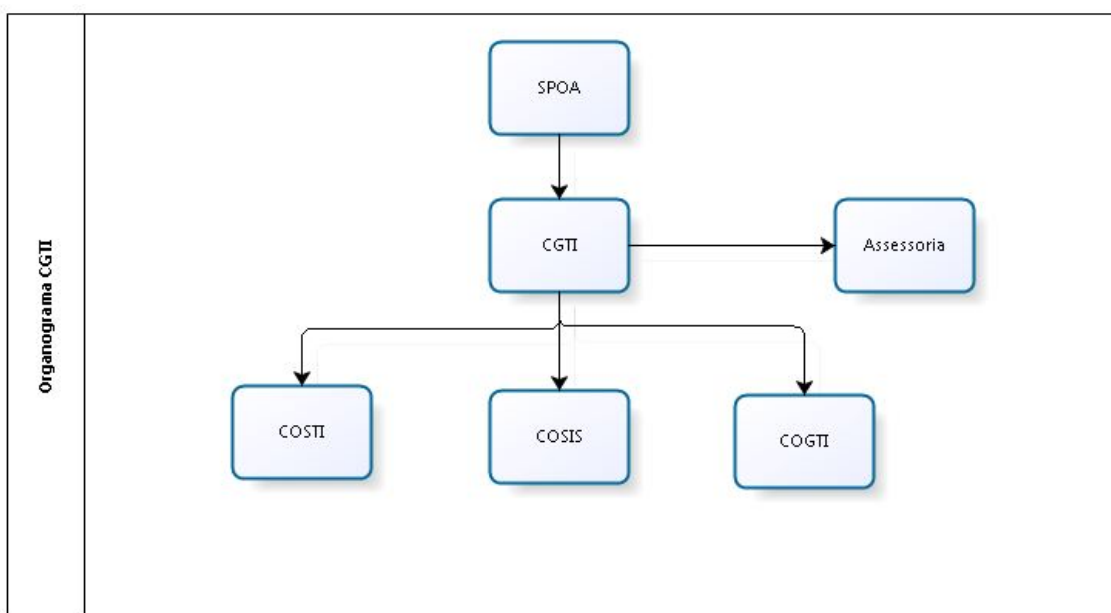 Organograma CGTI
SPOA
CGTI
Assessoria
COSTI
COSIS
COGTI